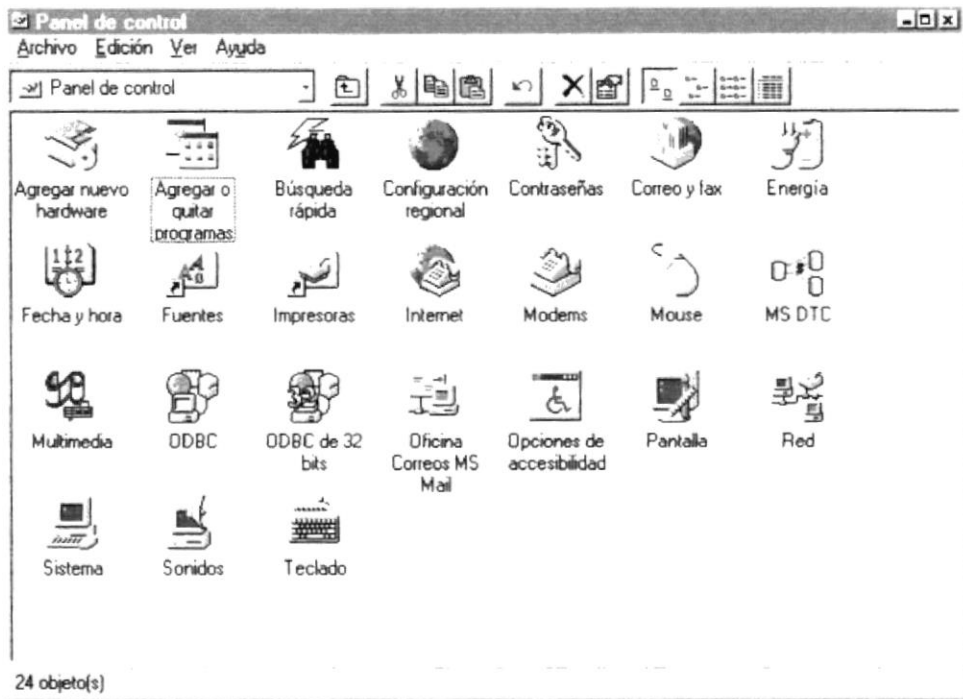 Panel de control
Archivo Edición Ver Ayuda
Panel de control
Agregar nuevo hardware
Agregar o quitar programas
Búsqueda rápida
Configuración regional
Contraseñas
Correo y fax
Energía
Fecha y hora
Fuentes
Impresoras
Internet
Modems
Mouse
MS DTC
Multimedia
ODBC
ODBC de 32 bits
Oficina Correos MS Mail
Opciones de accesibilidad
Pantalla
Red
Sistema
Sonidos
Teclado
24 objeto(s)